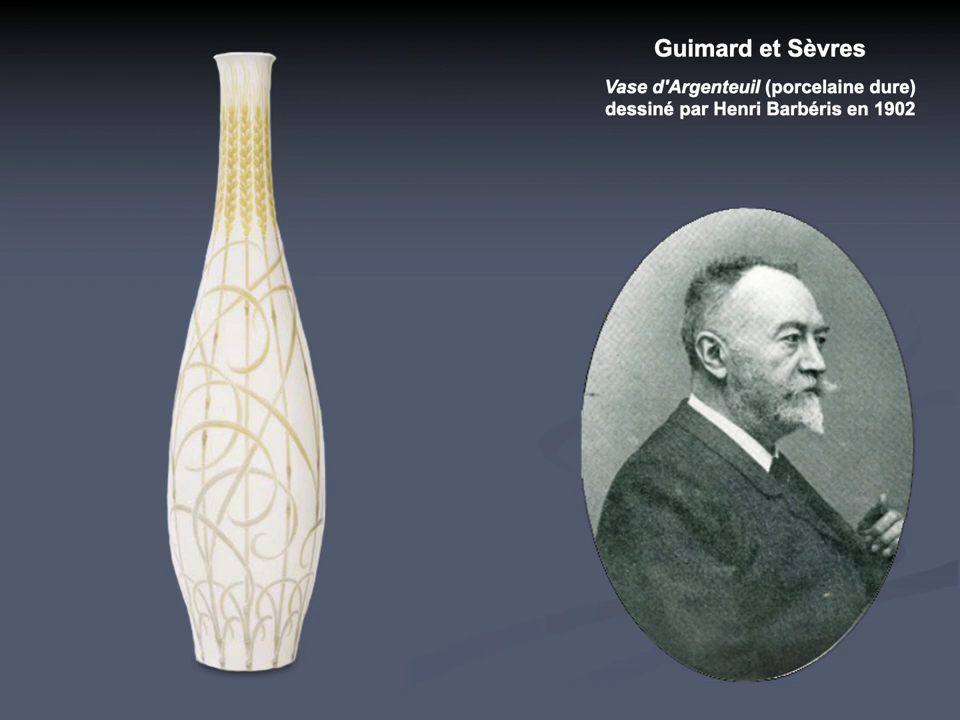 Guimard et Sèvres
Vase d'Argenteuil (porcelaine dure)
dessiné par Henri Barbéris en 1902